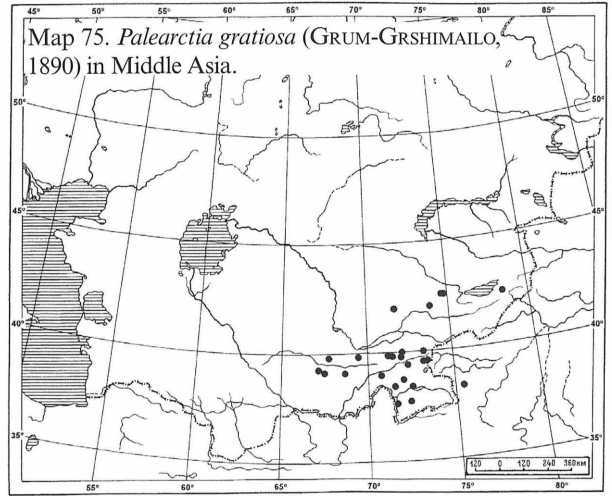 45° 50° 55° 60° 65° 70° 75° 80° 85°
Map 75. Palearctia gratiosa (GRUM-GRSHIMAILO,
1890) in Middle Asia.
50° 50°
45° 45°
40° 40°
35° 35°
120 0 120 240 360км
55° 60° 65° 70° 75° 80°